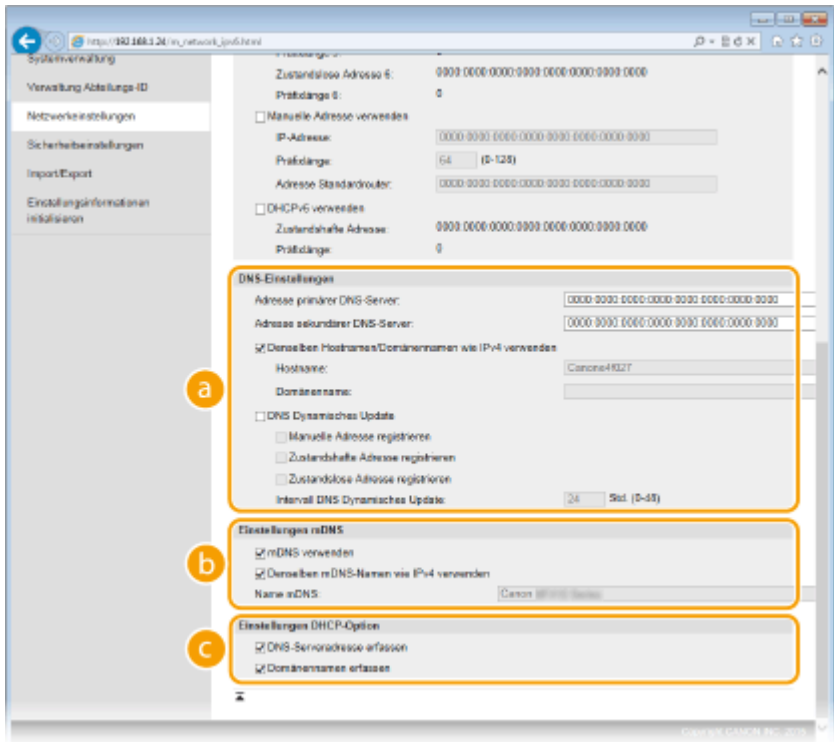 http://192.168.1.24/m_network_ipv6.html
Systemverwaltung
Verwaltung Abteilungs-ID
Netzwerkeinstellungen
Sicherheitseinstellungen
Import/Export
Einstellungsinformationen
initialisieren
Zustandslose Adresse 6: 0000:0000:0000:0000:0000:0000:0000:0000
Präfixlänge 6: 0
Manuelle Adresse verwenden
IP-Adresse: 0000:0000:0000:0000:0000:0000:0000:0000
Präfixlänge: 64 (0-128)
Adresse Standardrouter: 0000:0000:0000:0000:0000:0000:0000:0000
DHCPv6 verwenden
Zustandshafte Adresse: 0000:0000:0000:0000:0000:0000:0000:0000
Präfixlänge: 0
DNS-Einstellungen
Adresse primärer DNS-Server: 0000:0000:0000:0000:0000:0000:0000:0000
Adresse sekundärer DNS-Server: 0000:0000:0000:0000:0000:0000:0000:0000
Denselben Hostnamen/Domänennamen wie IPv4 verwenden
Hostname: Canone4f027
Domänenname:
DNS Dynamisches Update
Manuelle Adresse registrieren
Zustandshafte Adresse registrieren
Zustandslose Adresse registrieren
Intervall DNS Dynamisches Update: 24 Std. (0-48)
a
Einstellungen mDNS
mDNS verwenden
Denselben mDNS-Namen wie IPv4 verwenden
Name mDNS: Canon
b
Einstellungen DHCP-Option
DNS-Serveradresse erfassen
Domänennamen erfassen
c
Copyright CANON INC. 2015